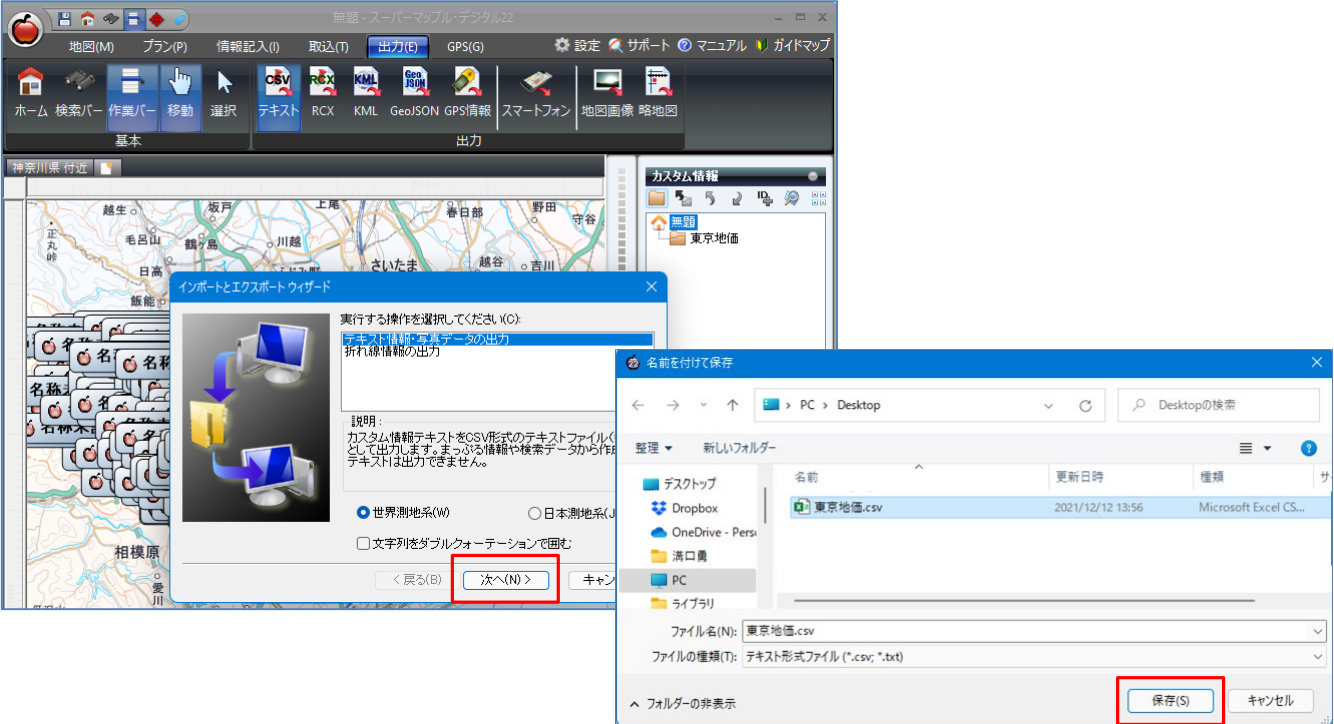 無題 - スーパーマップル・デジタル22
地図(M) プラン(P) 情報記入(I) 取込(T) 出力(E) GPS(G) 設定 サポート マニュアル ガイドマップ
CSV RCX KML Geo JSON
ホーム 検索バー 作業バー 移動 選択 テキスト RCX KML GeoJSON GPS情報 スマートフォン 地図画像 略地図
基本 出力
神奈川県 付近
カスタム情報
無題
東京地価
越生 坂戸 上尾 春日部 野田 守谷
正丸峠 毛呂山 鶴ヶ島 川越
日高 さいたま 越谷 吉川
飯能
名称
相模原
愛川
インポートとエクスポート ウィザード
実行する操作を選択してください(C):
テキスト情報・写真データの出力
折れ線情報の出力
説明:
カスタム情報テキストをCSV形式のテキストファイル(
として出力します。まっぷる情報や検索データから作成
テキストは出力できません。
世界測地系(W) 日本測地系(J
文字列をダブルクォーテーションで囲む
< 戻る(B) 次へ(N) > キャン
名前を付けて保存
PC › Desktop Desktopの検索
整理 新しいフォルダー
名前 更新日時 種類 サ
東京地価.csv 2021/12/12 13:56 Microsoft Excel CS...
デスクトップ
Dropbox
OneDrive - Pers
溝口勇
PC
ライブラリ
ファイル名(N): 東京地価.csv
ファイルの種類(T): テキスト形式ファイル (*.csv; *.txt)
フォルダーの非表示 保存(S) キャンセル